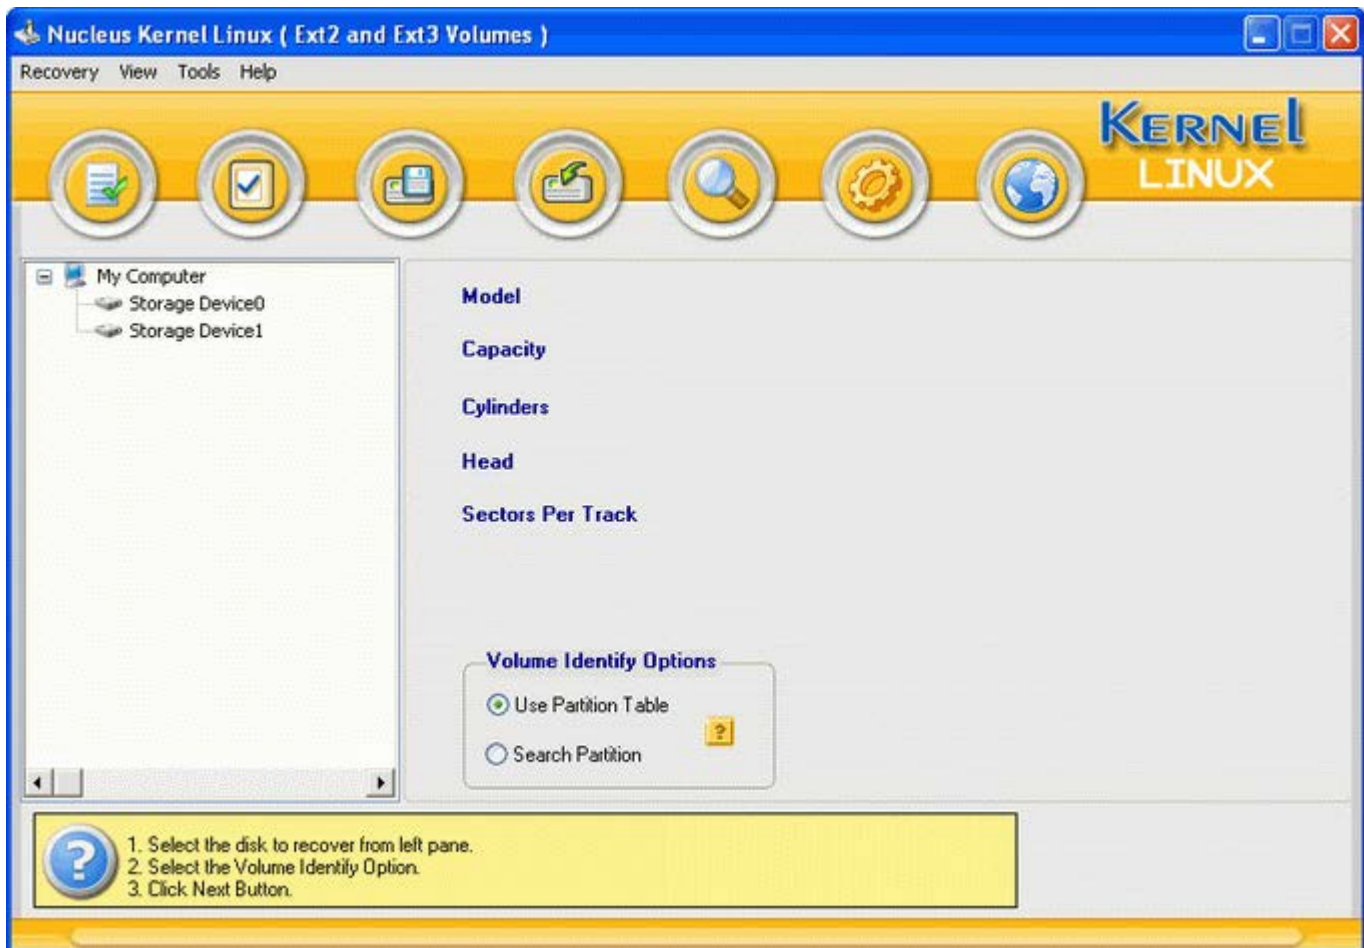 Nucleus Kernel Linux ( Ext2 and Ext3 Volumes )
Recovery View Tools Help
KERNEL
LINUX
My Computer
Storage Device0
Storage Device1
Model
Capacity
Cylinders
Head
Sectors Per Track
Volume Identify Options
Use Partition Table
?
Search Partition
?
1. Select the disk to recover from left pane.
2. Select the Volume Identify Option.
3. Click Next Button.